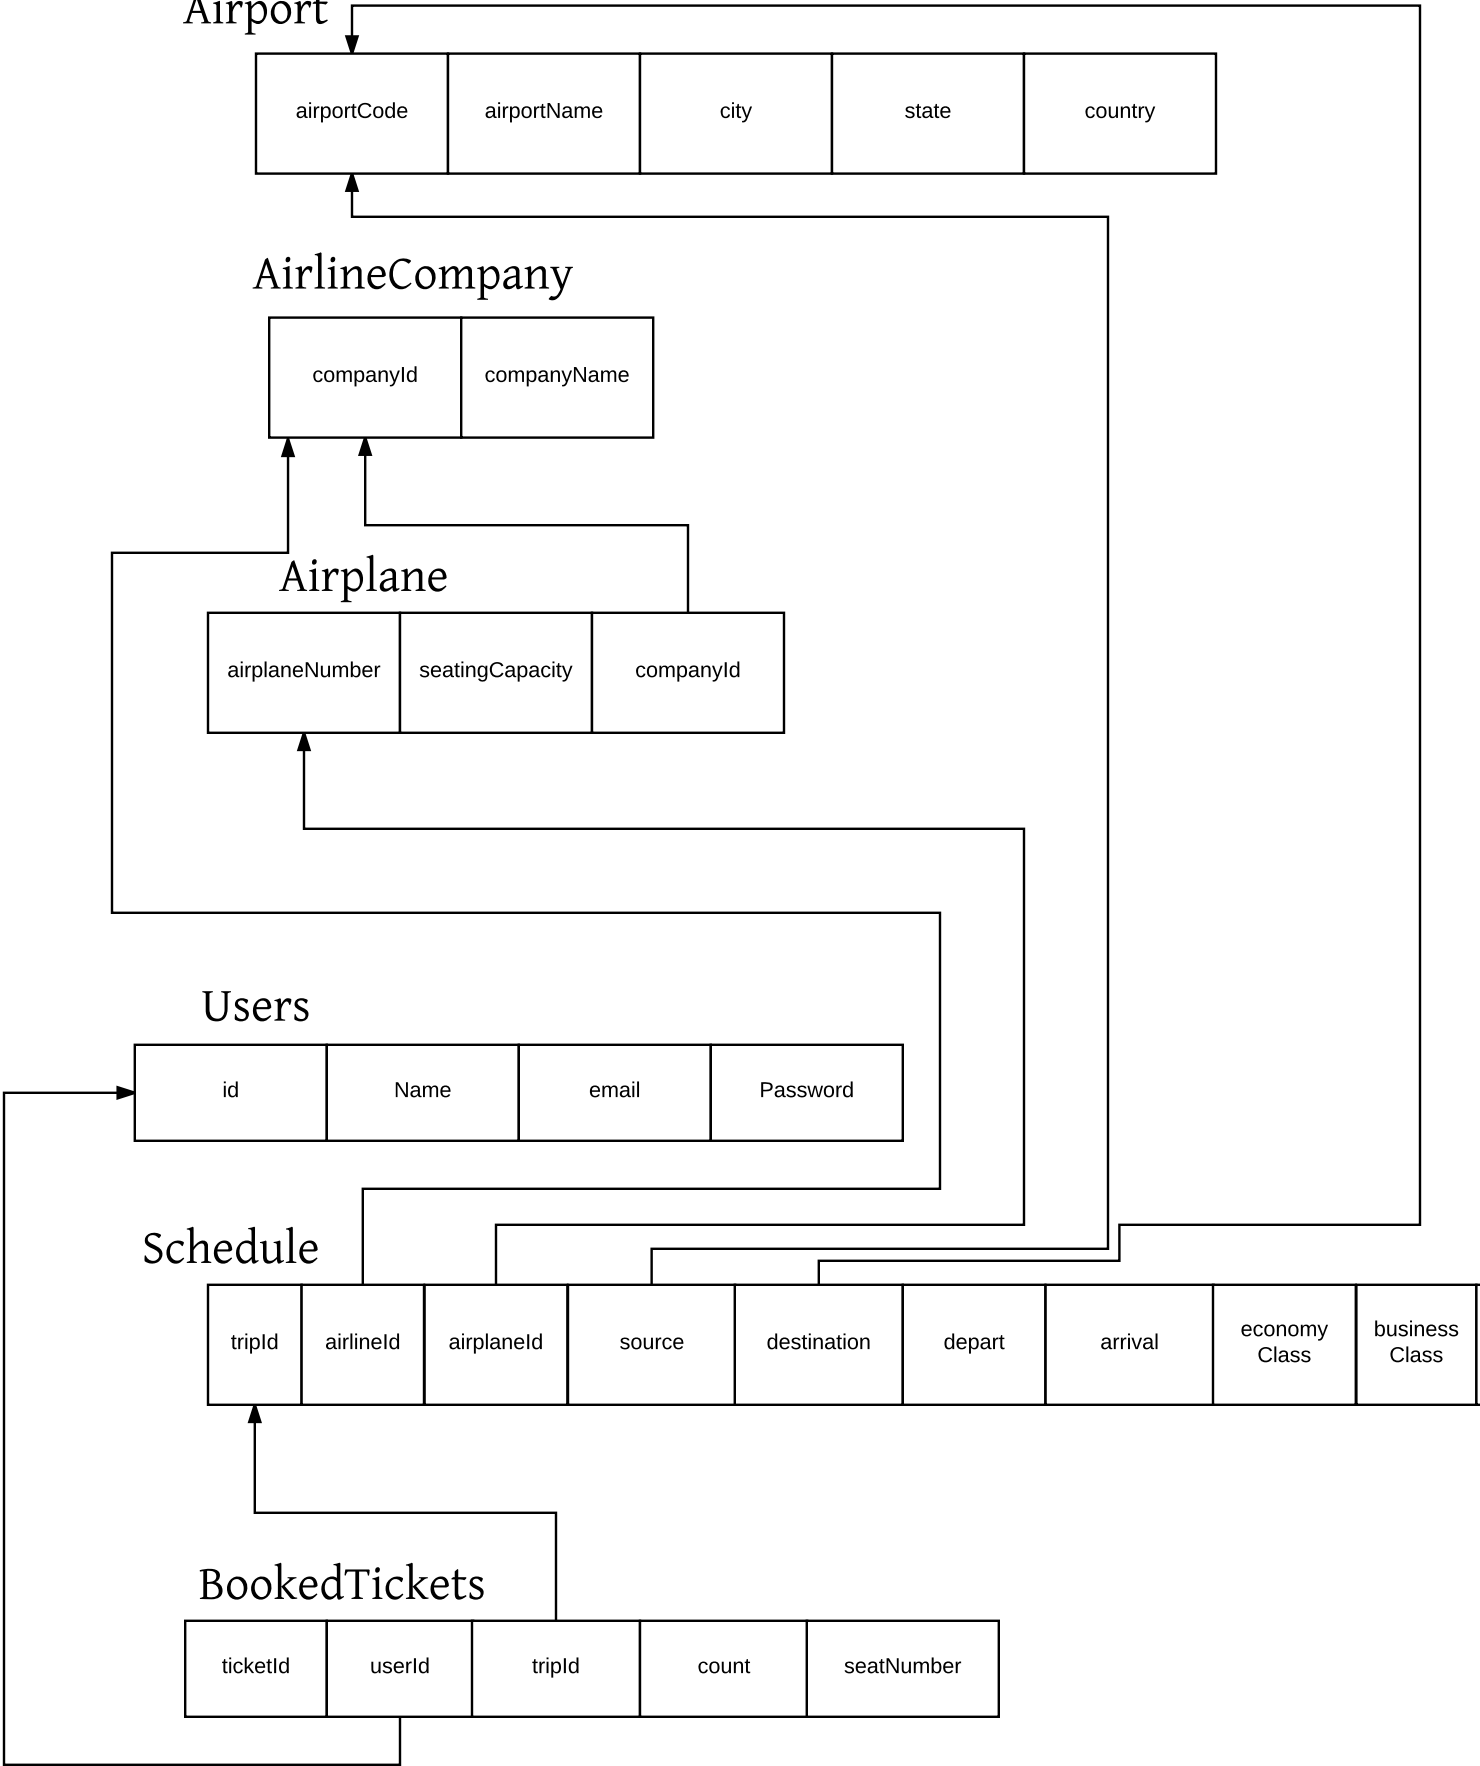 Airport
airportCode airportName city state country
AirlineCompany
companyId companyName
Airplane
airplaneNumber seatingCapacity companyId
Users
id Name email Password
Schedule
tripId airlineId airplaneId source destination depart arrival economy business
Class Class
BookedTickets
ticketId userId tripId count seatNumber